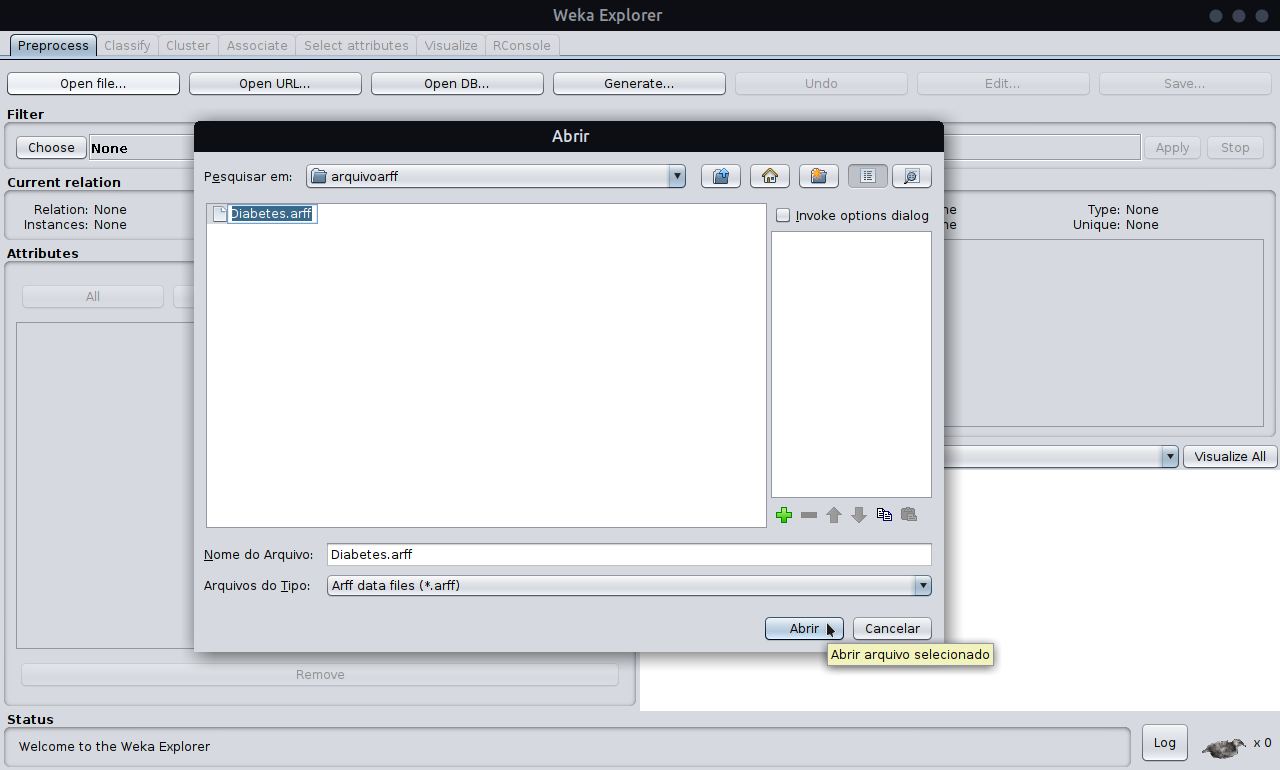 Weka Explorer
Preprocess Classify Cluster Associate Select attributes Visualize RConsole
Open file... Open URL... Open DB... Generate... Undo Edit... Save...
Filter
Choose None Apply Stop
Abrir
Pesquisar em: arquivoarff
Current relation
Relation: None
Instances: None
Type: None
Unique: None
Diabetes.arff
Invoke options dialog
Attributes
All
Visualize All
Nome do Arquivo: Diabetes.arff
Arquivos do Tipo: Arff data files (*.arff)
Abrir Cancelar
Abrir arquivo selecionado
Remove
Status
Welcome to the Weka Explorer
Log x 0